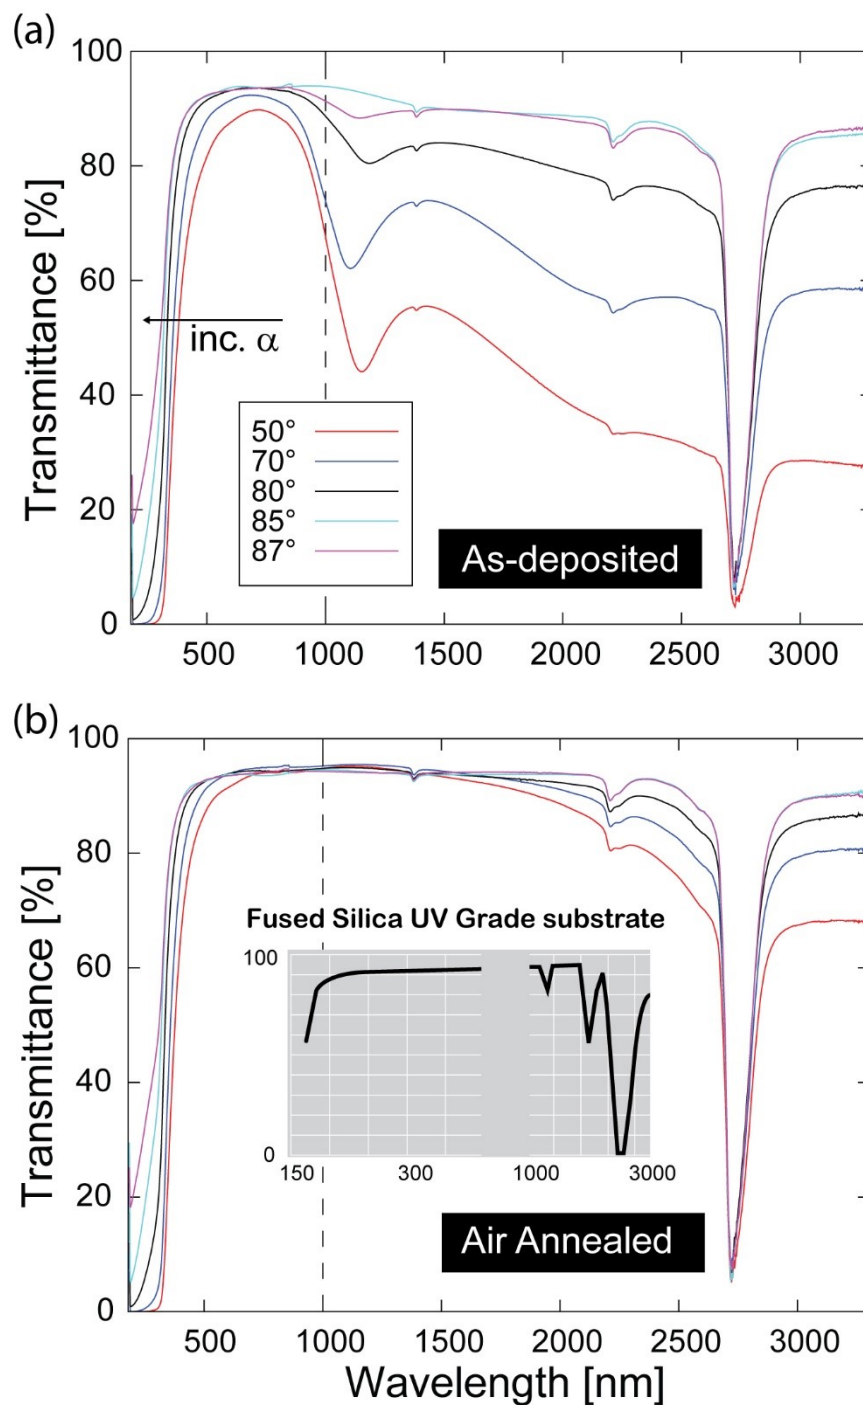 (a)
100
80
60
40
20
0
Transmittance [%]
inc. α
50°
70°
80°
85°
87°
As-deposited
500 1000 1500 2000 2500 3000
(b)
100
80
60
40
20
0
Transmittance [%]
Fused Silica UV Grade substrate
100
0
150 300 1000 3000
Air Annealed
500 1000 1500 2000 2500 3000
Wavelength [nm]